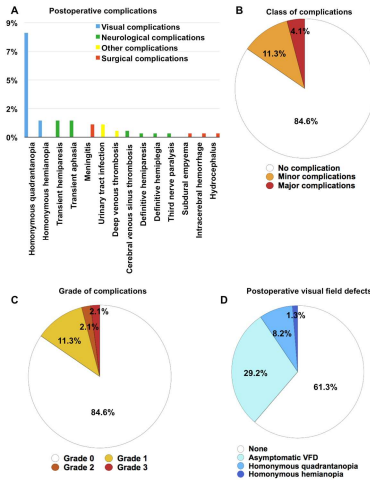 A
Postoperative complications
9%
7%
5%
2%
0%
Visual complications
Neurological complications
Other complications
Surgical complications
Homonymous quadrantanopia
Homonymous hemianopia
Transient hemiparesis
Transient aphasia
Meningitis
Urinary tract infection
Deep venous thrombosis
Cerebral venous sinus thrombosis
Definitive hemiparesis
Definitive hemiplegia
Third nerve paralysis
Subdural empyema
Intracerebral hemorrhage
Hydrocephalus
B
Class of complications
4.1%
11.3%
84.6%
No complication
Minor complications
Major complications
C
Grade of complications
2.1%
2.1%
11.3%
84.6%
Grade 0 Grade 1
Grade 2 Grade 3
D
Postoperative visual field defects
1.3%
8.2%
29.2%
61.3%
None
Asymptomatic VFD
Homonymous quadrantopia
Homonymous hemianopia